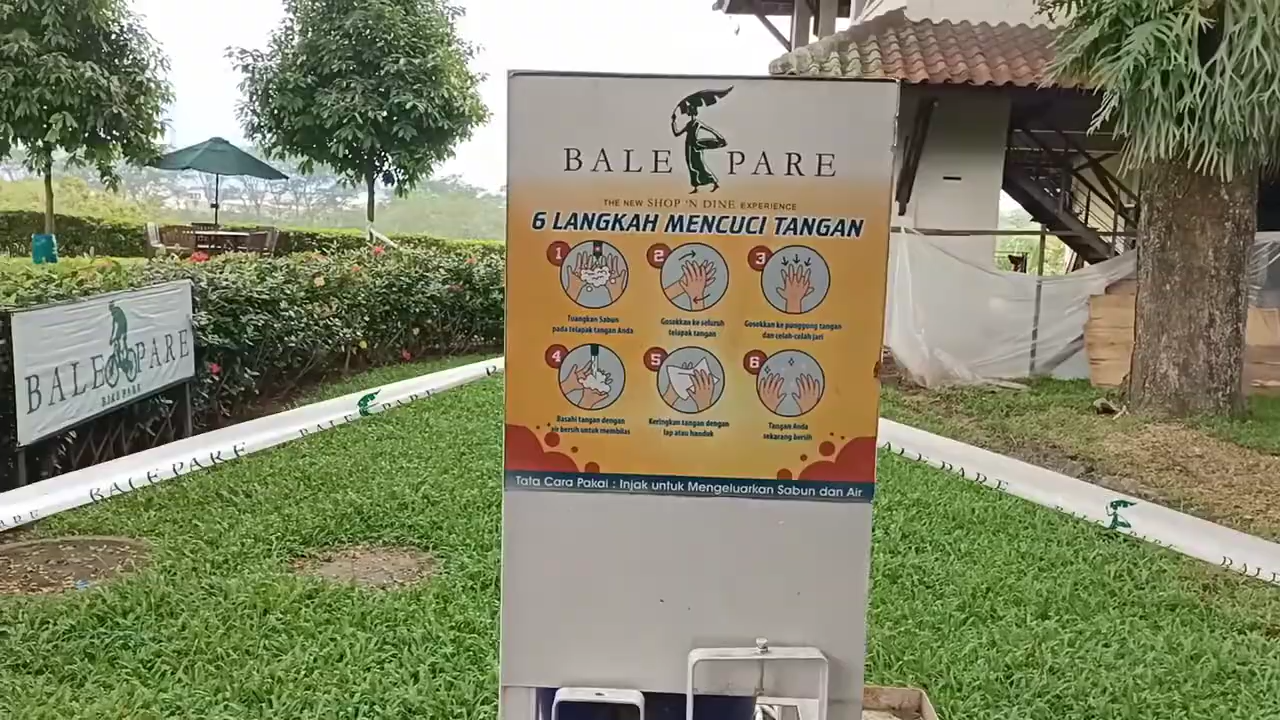 BALE PARE
THE NEW SHOP 'N DINE EXPERIENCE
6 LANGKAH MENCUCI TANGAN
1
Tuangkan Sabun
pada telapak tangan Anda
2
Gosokkan ke seluruh
telapak tangan
3
Gosokkan ke punggong tangan
dan celah-celah jari
4
Basahi tangan dengan
air bersih untuk membilas
5
Keringkan tangan dengan
lap atau handuk
6
Tangan Anda
sekarang bersih
Tata Cara Pakai : Injak untuk Mengeluarkan Sabun dan Air
BALE PARE
BIKE PARE
BALE PARE
BALE PARE
BALE PARE